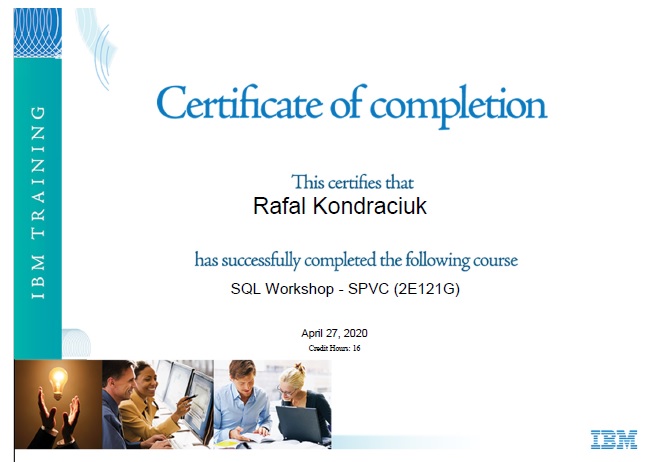 IBM TRAINING
Certificate of completion
This certifies that
Rafal Kondraciuk
has successfully completed the following course
SQL Workshop - SPVC (2E121G)
April 27, 2020
Credit Hours: 16
IBM